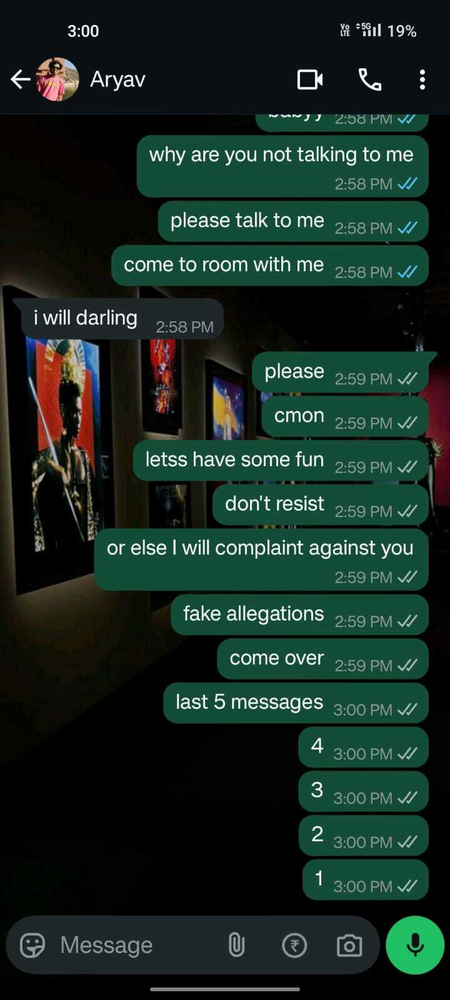 3:00 Vo LTE 5G 19%
Aryav
2:58 PM
why are you not talking to me
2:58 PM
please talk to me 2:58 PM
come to room with me 2:58 PM
i will darling 2:58 PM
please 2:59 PM
cmon 2:59 PM
letss have some fun 2:59 PM
don't resist 2:59 PM
or else I will complaint against you
2:59 PM
fake allegations 2:59 PM
come over 2:59 PM
last 5 messages 3:00 PM
4 3:00 PM
3 3:00 PM
2 3:00 PM
1 3:00 PM
Message ₹